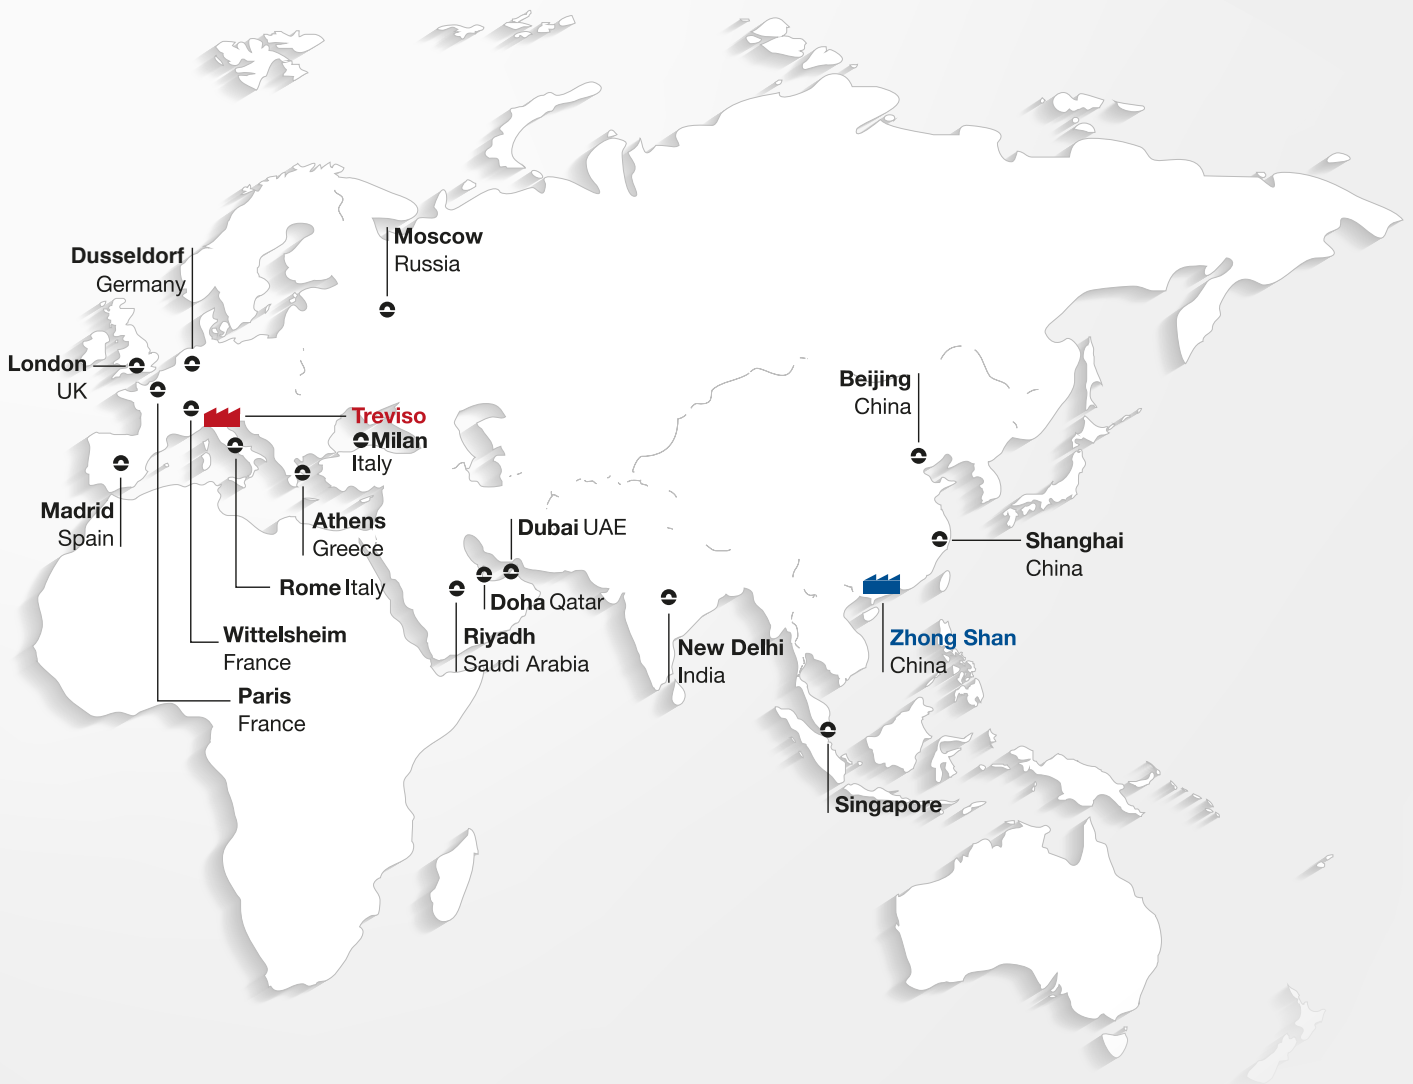 Moscow
Russia
Dusseldorf
Germany
London
UK
Beijing
China
Treviso
Milan
Italy
Madrid
Spain
Athens
Greece
Dubai UAE
Shanghai
China
Rome Italy
Doha Qatar
Wittelsheim
France
Riyadh
Saudi Arabia
New Delhi
India
Zhong Shan
China
Paris
France
Singapore